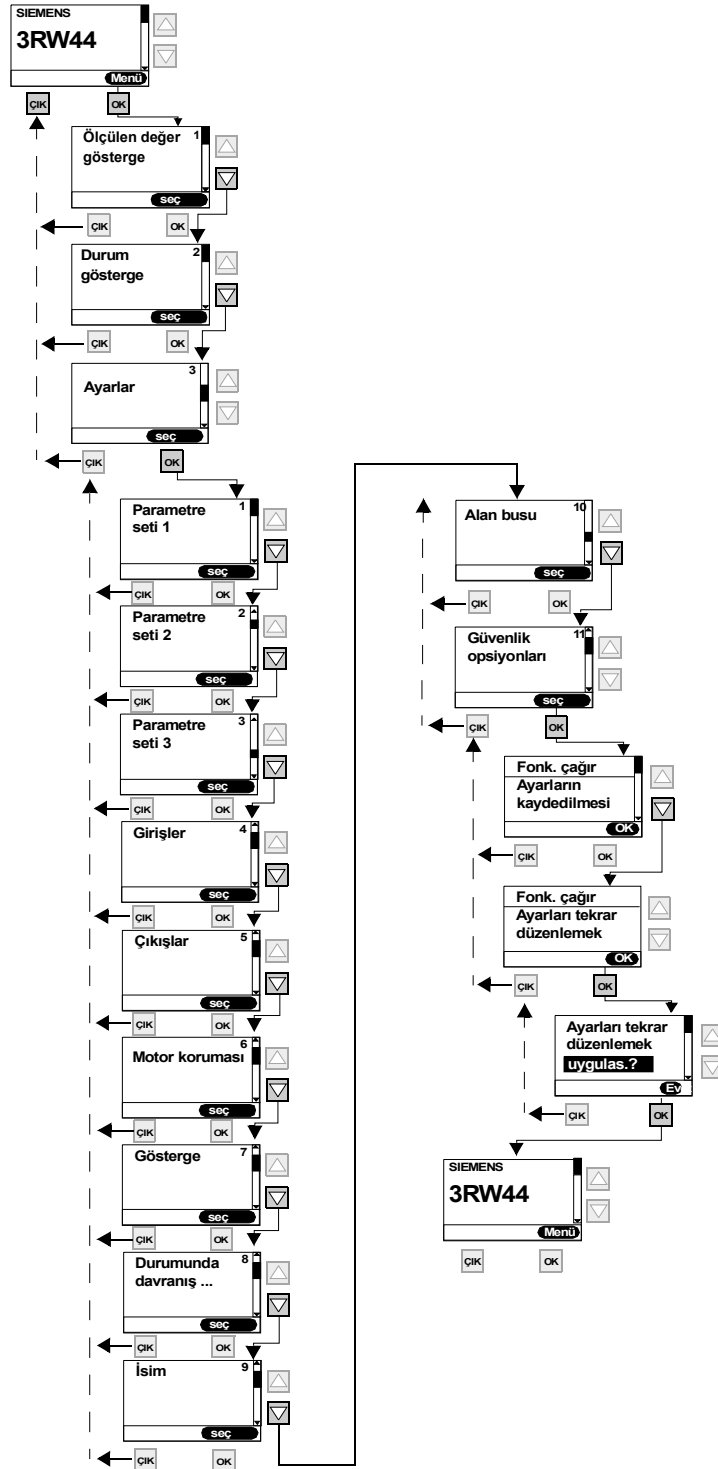 SIEMENS
3RW44
Menü
ÇIK OK
Ölçülen değer 1
gösterge
seç
ÇIK OK
Durum 2
gösterge
seç
ÇIK OK
3
Ayarlar
seç
ÇIK OK
Parametre 1
seti 1
seç
ÇIK OK
Parametre 2
seti 2
seç
ÇIK OK
Parametre 3
seti 3
seç
ÇIK OK
Girişler 4
seç
ÇIK OK
Çıkışlar 5
seç
ÇIK OK
6
Motor koruması
seç
ÇIK OK
Gösterge 7
seç
ÇIK OK
Durumunda 8
davranış ...
seç
ÇIK OK
İsim 9
seç
ÇIK OK
Alan busu 10
seç
ÇIK OK
Güvenlik 11
opsiyonları
seç
ÇIK OK
Fonk. çağır
Ayarların
kaydedilmesi
OK
ÇIK OK
Fonk. çağır
Ayarları tekrar
düzenlemek
OK
ÇIK OK
Ayarları tekrar
düzenlemek
uygulas.?
Ev
ÇIK OK
SIEMENS
3RW44
Menü
ÇIK OK